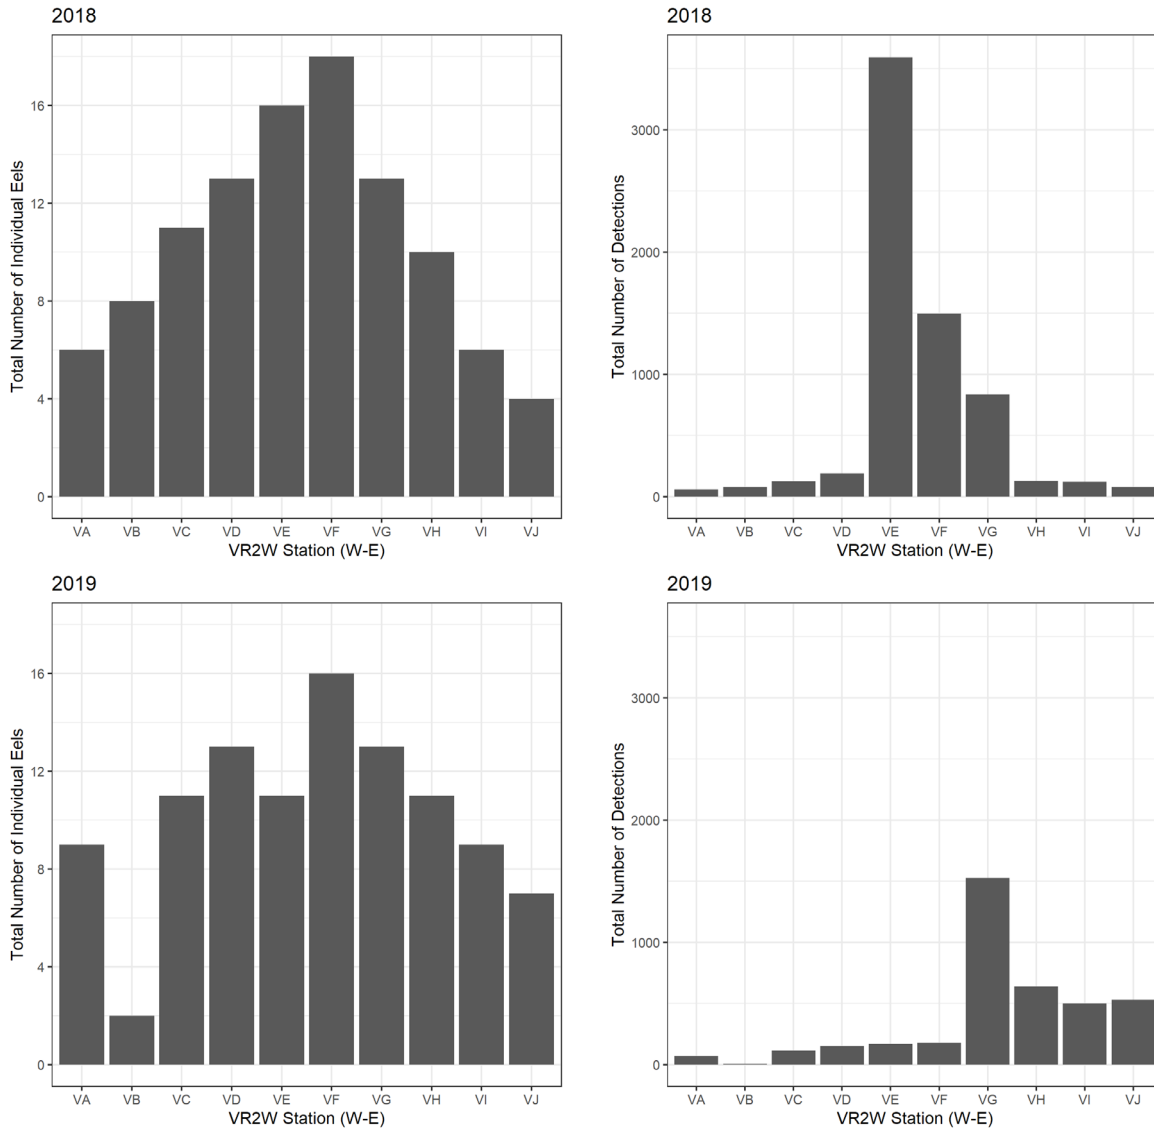 2018
Total Number of Individual Eels
16
12
8
4
0
VA VB VC VD VE VF VG VH VI VJ
VR2W Station (W-E)
2018
Total Number of Detections
3000
2000
1000
0
VA VB VC VD VE VF VG VH VI VJ
VR2W Station (W-E)
2019
Total Number of Individual Eels
16
12
8
4
0
VA VB VC VD VE VF VG VH VI VJ
VR2W Station (W-E)
2019
Total Number of Detections
3000
2000
1000
0
VA VB VC VD VE VF VG VH VI VJ
VR2W Station (W-E)